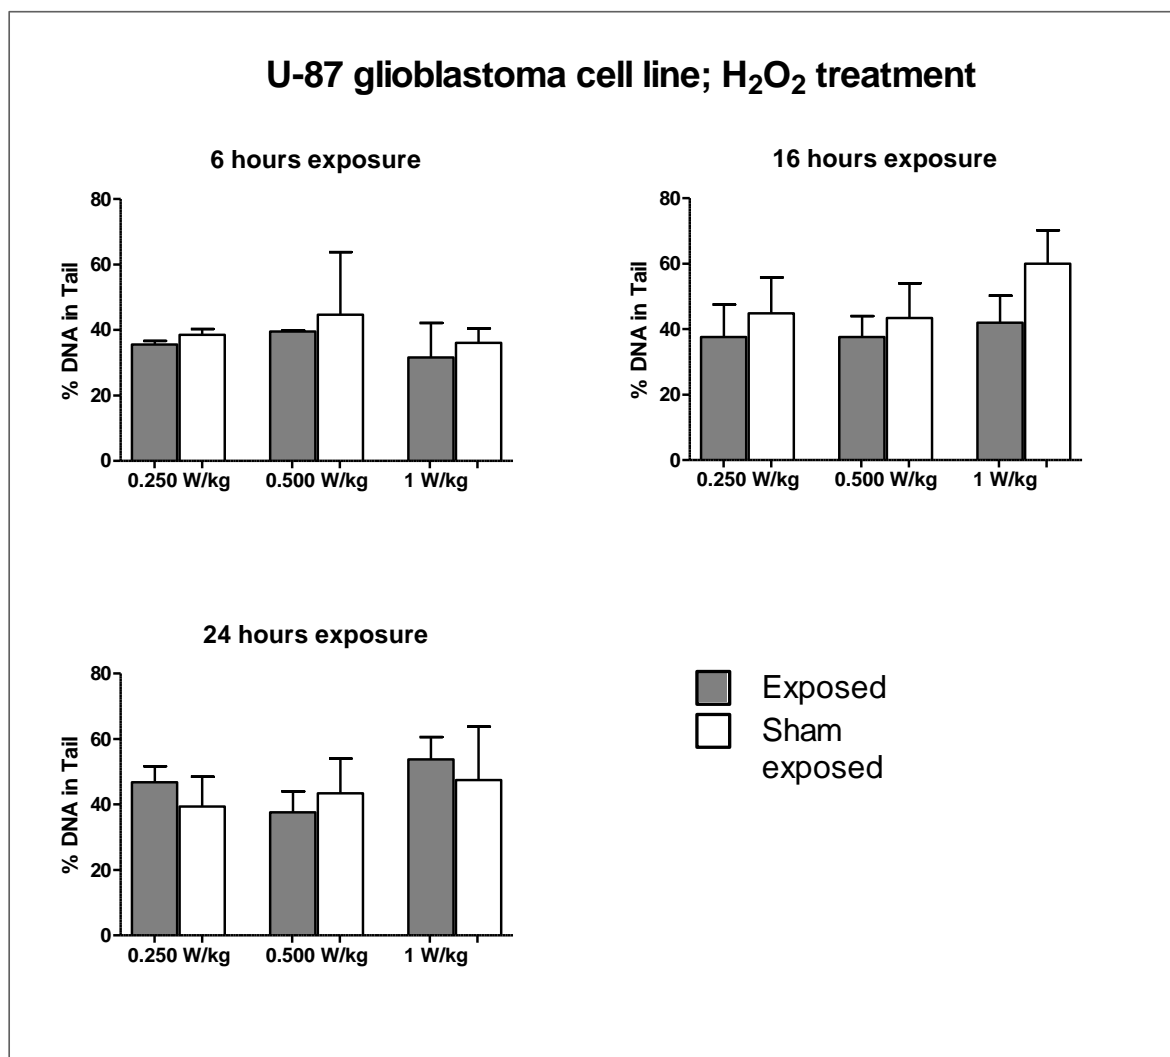 U-87 glioblastoma cell line; H₂O₂ treatment
6 hours exposure
80
60
40
20
0
% DNA in Tail
0.250 W/kg 0.500 W/kg 1 W/kg
16 hours exposure
80
60
40
20
0
% DNA in Tail
0.250 W/kg 0.500 W/kg 1 W/kg
24 hours exposure
80
60
40
20
0
% DNA in Tail
0.250 W/kg 0.500 W/kg 1 W/kg
Exposed
Sham
exposed